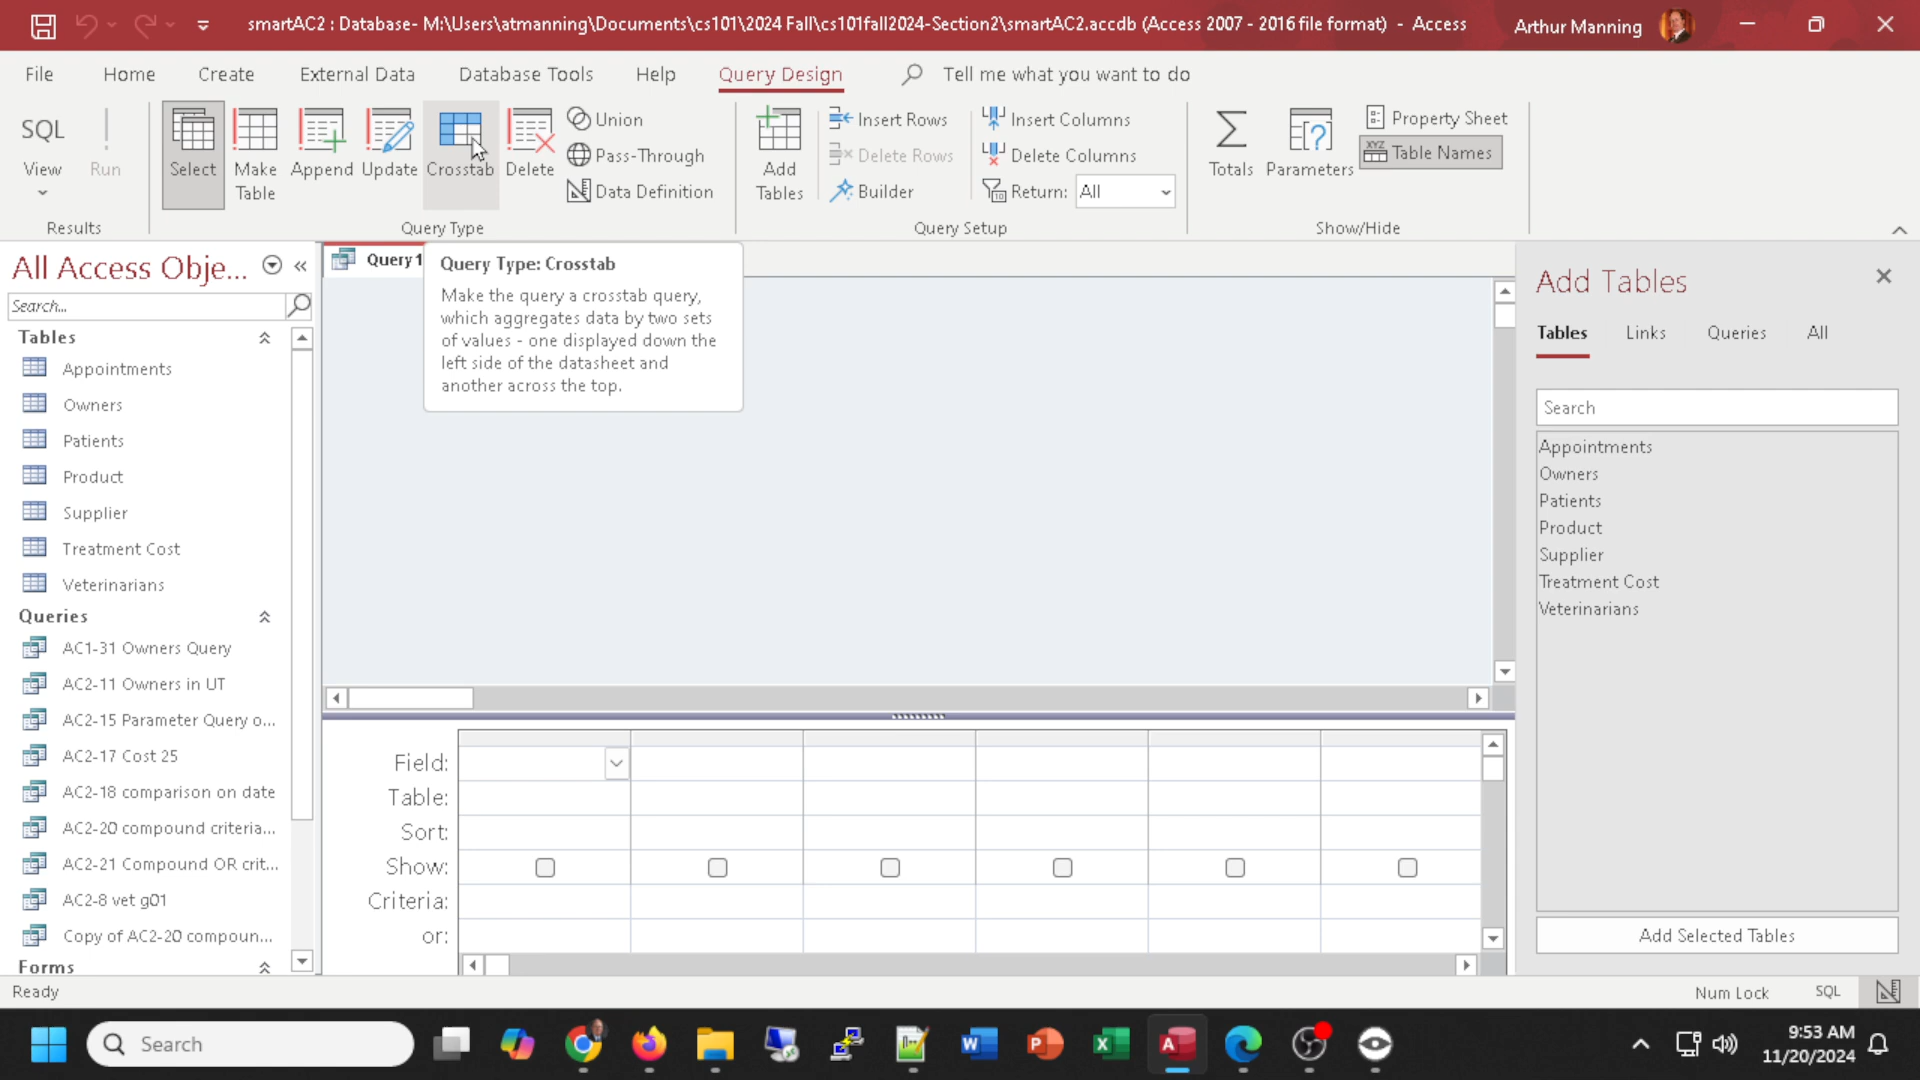 smartAC2 : Database- M:\Users\atmanning\Documents\cs101\2024 Fall\cs101fall2024-Section2\smartAC2.accdb (Access 2007 - 2016 file format) - Access
Arthur Manning
File Home Create External Data Database Tools Help Query Design Tell me what you want to do
SQL
View
Run
Results
Select
Make
Table
Append
Update
Crosstab
Delete
Union
Pass-Through
Data Definition
Query Type
Add
Tables
Insert Rows
Delete Rows
Builder
Insert Columns
Delete Columns
Return: All
Query Setup
Totals
Parameters
Property Sheet
XYZ Table Names
Show/Hide
All Access Obje...
Search...
Tables
Appointments
Owners
Patients
Product
Supplier
Treatment Cost
Veterinarians
Queries
AC1-31 Owners Query
AC2-11 Owners in UT
AC2-15 Parameter Query o...
AC2-17 Cost 25
AC2-18 comparison on date
AC2-20 compound criteria...
AC2-21 Compound OR crit...
AC2-8 vet g01
Copy of AC2-20 compoun...
Forms
Query1
Query Type: Crosstab
Make the query a crosstab query,
which aggregates data by two sets
of values - one displayed down the
left side of the datasheet and
another across the top.
Field:
Table:
Sort:
Show:
Criteria:
or:
Add Tables
Tables Links Queries All
Search
Appointments
Owners
Patients
Product
Supplier
Treatment Cost
Veterinarians
Add Selected Tables
Ready
Num Lock
SQL
Search
9:53 AM
11/20/2024